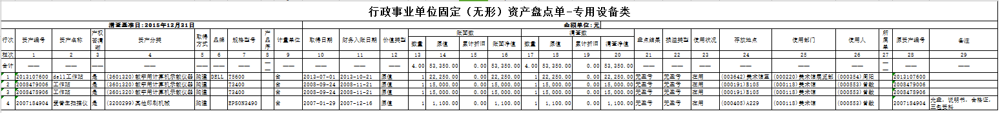 行政事业单位固定（无形）资产盘点单-专用设备类
清查基准日:2015年12月31日 金额单位:元
行次 资产编号 资产名称 产权否清晰 资产分类 取得方式 品牌 规格型号 产品序 计量单位 取得日期 财务入账日期 价值类型 账面数 清查数 盘点结果 损溢类型 使用状况 存放地点 使用部门 使用人 所属单 原资产编号 备注
数量 原值 累计折旧 账面净值 数量 原值 累计折旧 清查净值
栏次 1 2 3 4 5 6 7 8 9 10 11 12 13 14 15 16 17 18 19 20 21 22 23 24 25 26 27 28 29
合计 —— —— —— —— —— —— —— —— —— —— —— —— 4.00 53,350.00 0.00 53,350.00 4.00 53,350.00 0.00 53,350.00 —— —— —— —— —— —— —— —— ——
1 2013107600 dell工作站 是 (3601320)教学用计算机示教仪器 购建 DELL T5600 台 2013-07-01 2013-10-21 原值 1 22,250.00 0.00 22,250.00 1 22,250.00 0.00 22,250.00 无盈亏 无盈亏 在用 (003642)美术馆 (000220)美术馆展览部 (000354)周阳 2013107600
2 2008479006 工作站 是 (3601320)教学用计算机示教仪器 购建 T3400 台 2008-09-24 2008-11-21 原值 1 15,000.00 0.00 15,000.00 1 15,000.00 0.00 15,000.00 无盈亏 无盈亏 在用 (000191)B105 (000118)美术馆 (000553)曾毅 2008479006
3 2008478906 工作站 是 (3601320)教学用计算机示教仪器 购建 T3400 台 2008-09-24 2008-11-21 原值 1 15,000.00 0.00 15,000.00 1 15,000.00 0.00 15,000.00 无盈亏 无盈亏 在用 (000191)B105 (000118)美术馆 (000553)曾毅 2008478906
4 2007184904 爱普生扫描仪 是 (3200299)其他印刷机械 购建 EPSON3490 台 2007-01-29 2007-12-16 原值 1 1,100.00 0.00 1,100.00 1 1,100.00 0.00 1,100.00 无盈亏 无盈亏 在用 (000405)A229 (000118)美术馆 (000553)曾毅 2007184904 光盘，说明书，合格证，
三包资料